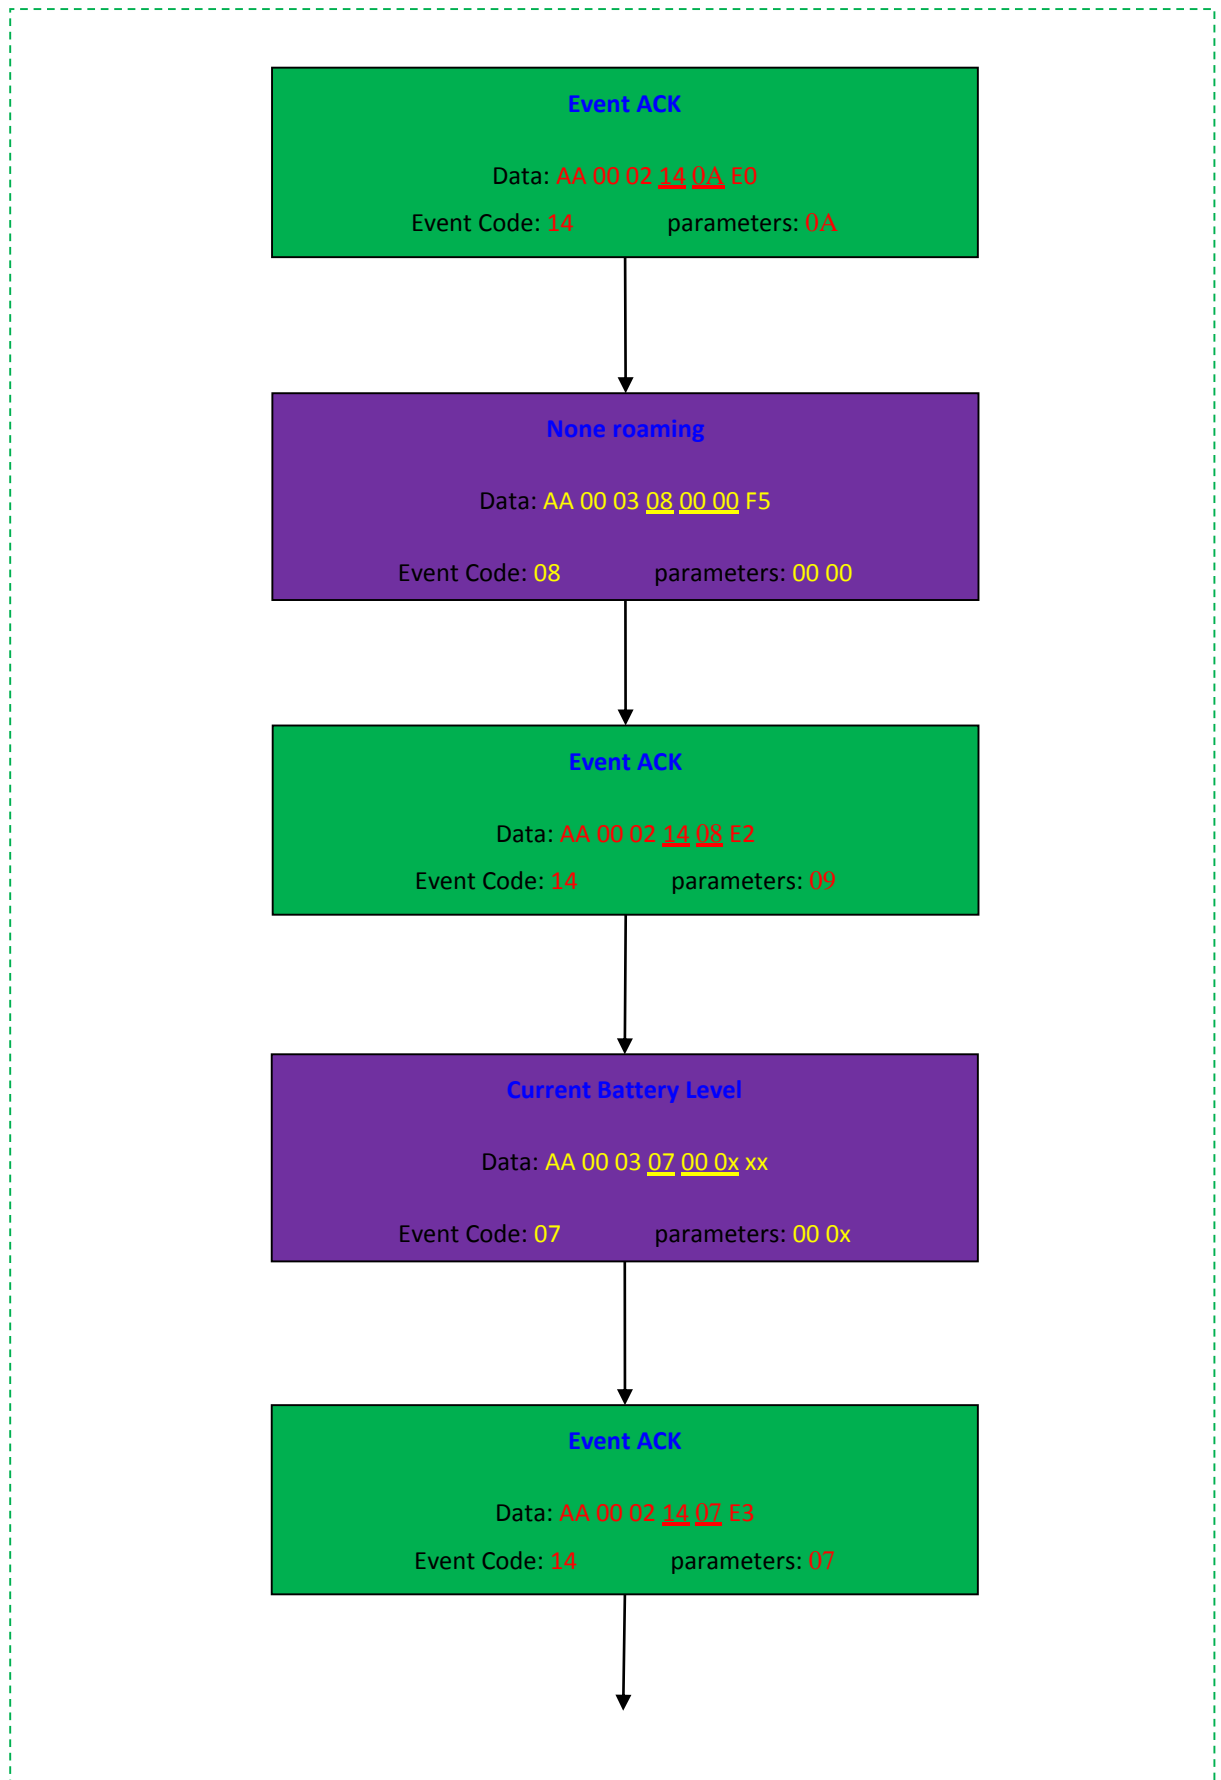 Event ACK
Data: AA 00 02 14 0A E0
Event Code: 14 parameters: 0A
None roaming
Data: AA 00 03 08 00 00 F5
Event Code: 08 parameters: 00 00
Event ACK
Data: AA 00 02 14 08 E2
Event Code: 14 parameters: 09
Current Battery Level
Data: AA 00 03 07 00 0x xx
Event Code: 07 parameters: 00 0x
Event ACK
Data: AA 00 02 14 07 E3
Event Code: 14 parameters: 07